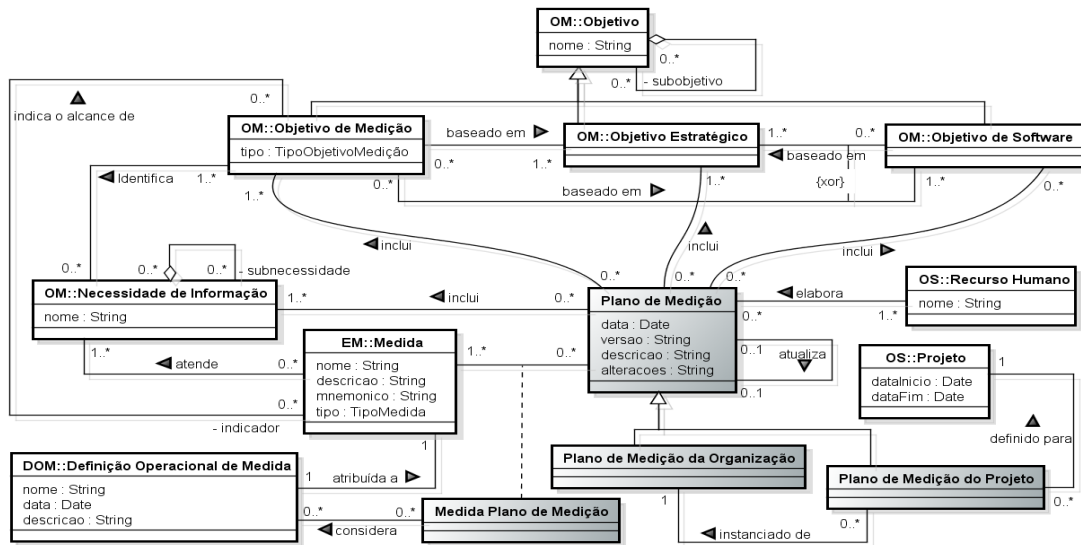 OM::Objetivo
nome : String
0..*
0..*
- subobjetivo
indica o alcance de
0..*
OM::Objetivo de Medição
tipo : TipoObjetivoMedição
baseado em
0..*
1..*
OM::Objetivo Estratégico
1..*
0..*
baseado em
OM::Objetivo de Software
{xor}
Identifica
1..*
1..*
0..*
baseado em
1..*
1..*
0..*
inclui
inclui
inclui
0..*
0..*
0..*
- subnecessidade
0..*
0..*
0..*
OM::Necessidade de Informação
nome : String
1..*
inclui
0..*
Plano de Medição
data : Date
versao : String
descricao : String
alteracoes : String
elabora
0..*
1..*
OS::Recurso Humano
nome : String
0..1
atualiza
0..1
1..*
atende
0..*
EM::Medida
nome : String
descricao : String
mnemonico : String
tipo : TipoMedida
1..*
0..*
0..*
- indicador
OS::Projeto
dataInicio : Date
dataFim : Date
1
definido para
0..*
1
atribuída a
1
DOM::Definição Operacional de Medida
nome : String
data : Date
descricao : String
0..*
considera
0..*
Medida Plano de Medição
Plano de Medição da Organização
Plano de Medição do Projeto
1
instanciado de
0..*